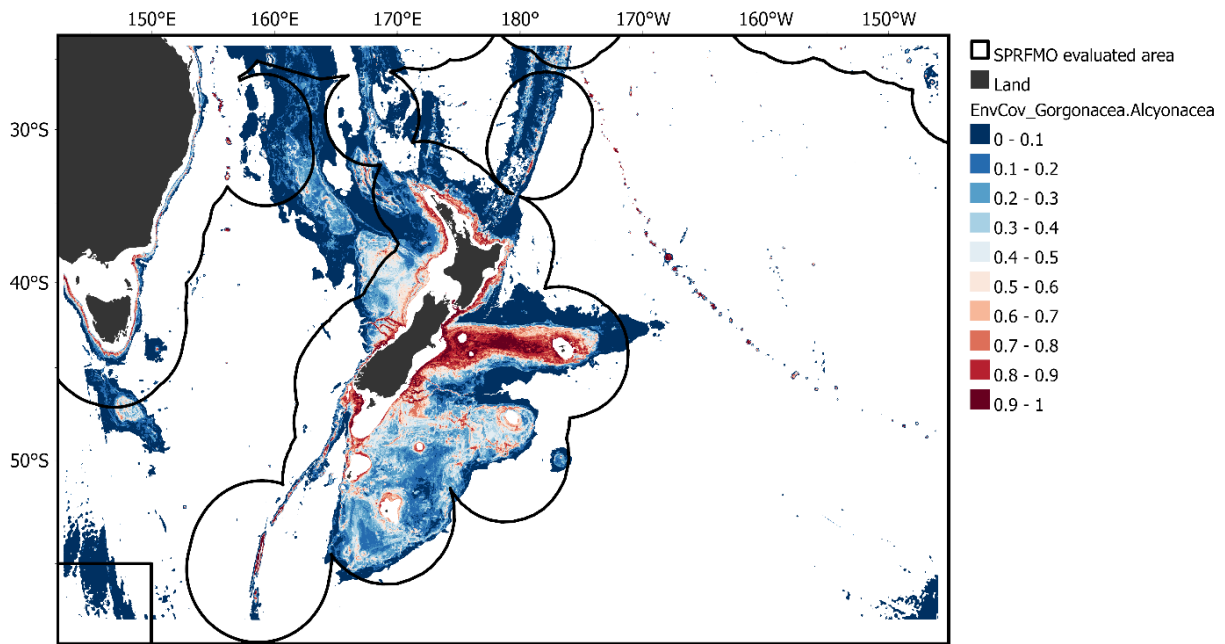 150°E 160°E 170°E 180° 170°W 160°W 150°W
30°S
40°S
50°S
SPRFMO evaluated area
Land
EnvCov_Gorgonacea.Alcyonacea
0 - 0.1
0.1 - 0.2
0.2 - 0.3
0.3 - 0.4
0.4 - 0.5
0.5 - 0.6
0.6 - 0.7
0.7 - 0.8
0.8 - 0.9
0.9 - 1